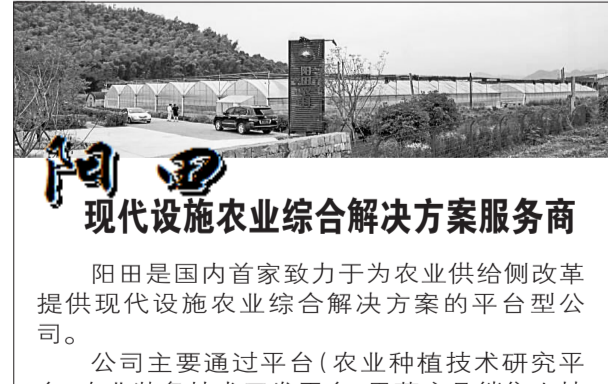 阳田
现代设施农业综合解决方案服务商
阳田是国内首家致力于为农业供给侧改革
提供现代设施农业综合解决方案的平台型公
司。
公司主要通过平台(农业种植技术研究平